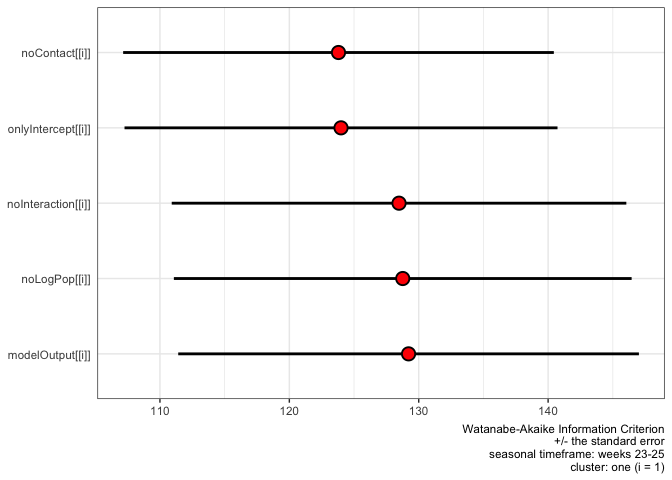 noContact[[i]]
onlyIntercept[[i]]
noInteraction[[i]]
noLogPop[[i]]
modelOutput[[i]]
110 120 130 140
Watanabe-Akaike Information Criterion
+/- the standard error
seasonal timeframe: weeks 23-25
cluster: one (i = 1)